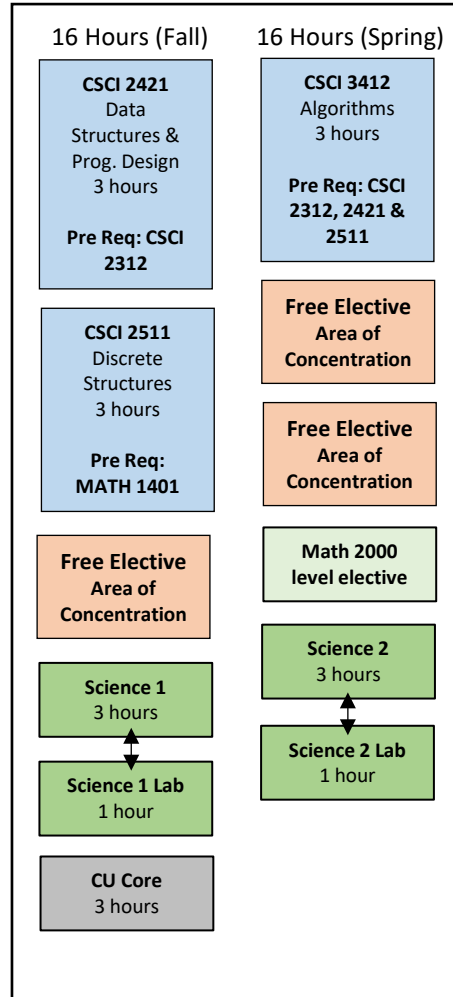 16 Hours (Fall)
CSCI 2421
Data
Structures &
Prog. Design
3 hours
Pre Req: CSCI
2312
CSCI 2511
Discrete
Structures
3 hours
Pre Req:
MATH 1401
Free Elective
Area of
Concentration
Science 1
3 hours
Science 1 Lab
1 hour
CU Core
3 hours
16 Hours (Spring)
CSCI 3412
Algorithms
3 hours
Pre Req: CSCI
2312, 2421 &
2511
Free Elective
Area of
Concentration
Free Elective
Area of
Concentration
Math 2000
level elective
Science 2
3 hours
Science 2 Lab
1 hour